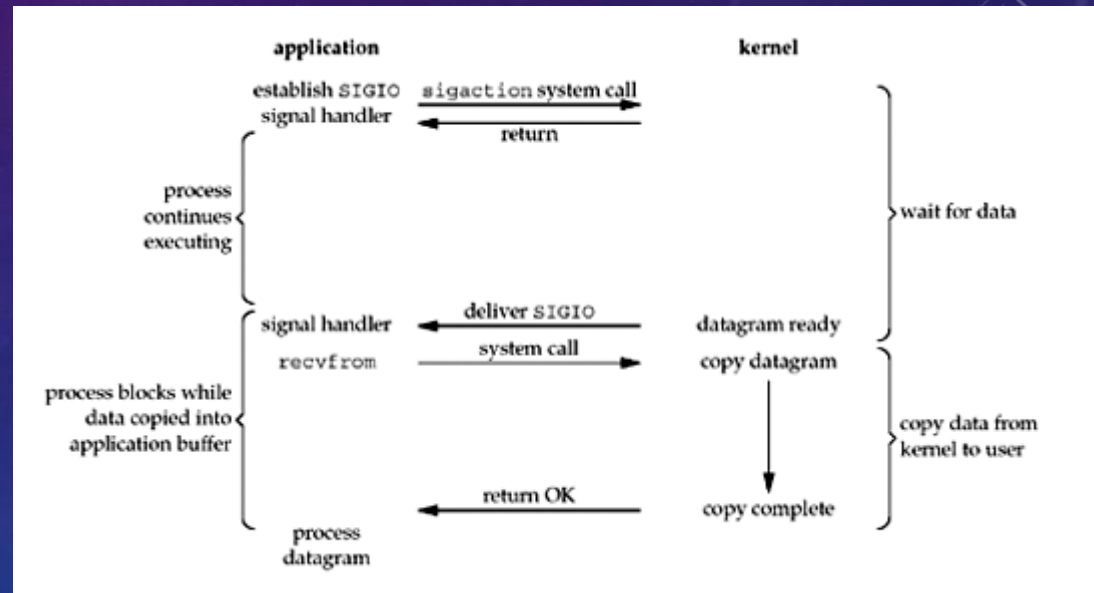 application
kernel
establish SIGIO
signal handler
sigaction system call
return
process
continues
executing
wait for data
deliver SIGIO
signal handler
datagram ready
recvfrom
system call
copy datagram
process blocks while
data copied into
application buffer
copy data from
kernel to user
return OK
copy complete
process
datagram